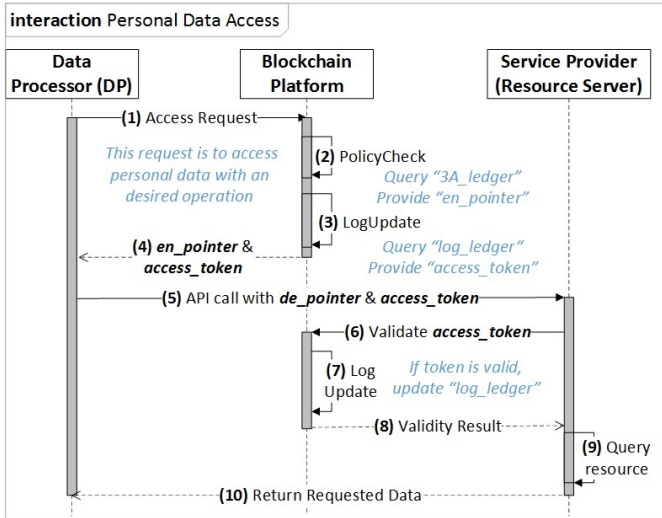 interaction Personal Data Access
Data
Processor (DP)
Blockchain
Platform
Service Provider
(Resource Server)
(1) Access Request
This request is to access
personal data with an
desired operation
(2) PolicyCheck
Query “3A_ledger”
Provide “en_pointer”
(3) LogUpdate
Query “log_ledger“
Provide “access_token”
(4) en_pointer &
access_token
(5) API call with de_pointer & access_token
(6) Validate access_token
(7) Log
Update
If token is valid,
update “log_ledger”
(8) Validity Result
(9) Query
resource
(10) Return Requested Data